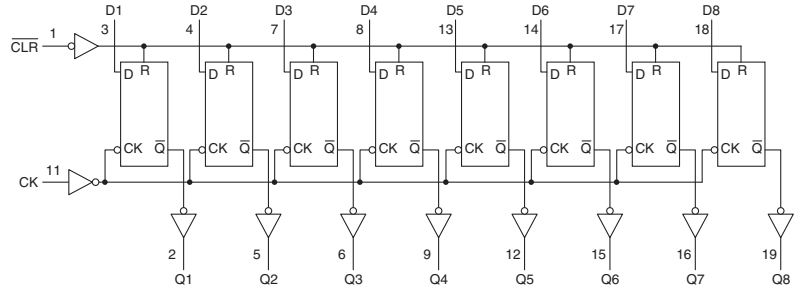 D1 D2 D3 D4 D5 D6 D7 D8
1 3 4 7 8 13 14 17 18
CLR
R R R R R R R R
D D D D D D D D
CK Q CK Q CK Q CK Q CK Q CK Q CK Q CK Q
11
CK
2 5 6 9 12 15 16 19
Q1 Q2 Q3 Q4 Q5 Q6 Q7 Q8